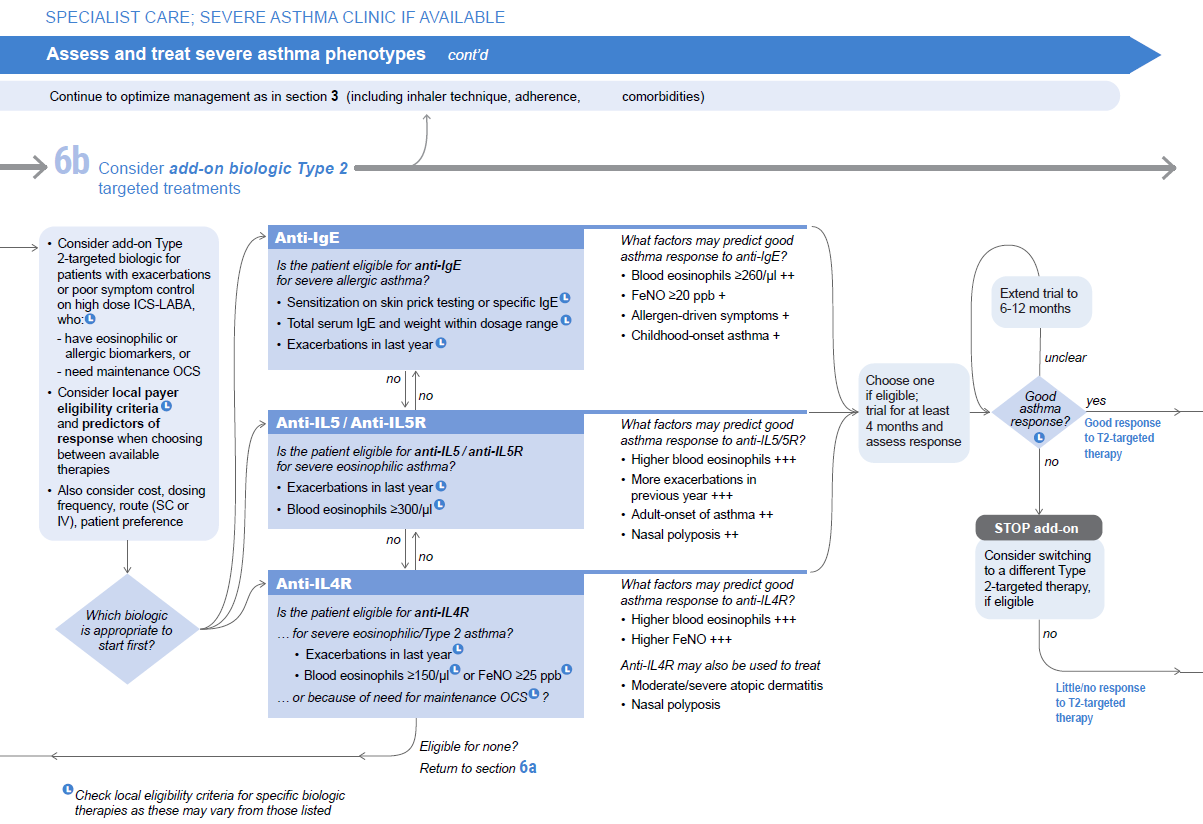 SPECIALIST CARE; SEVERE ASTHMA CLINIC IF AVAILABLE
Assess and treat severe asthma phenotypes cont'd
Continue to optimize management as in section 3 (including inhaler technique, adherence, comorbidities)
6b Consider add-on biologic Type 2
targeted treatments
• Consider add-on Type
2-targeted biologic for
patients with exacerbations
or poor symptom control
on high dose ICS-LABA,
who: L
- have eosinophilic or
allergic biomarkers, or
- need maintenance OCS
• Consider local payer
eligibility criteria L
and predictors of
response when choosing
between available
therapies
• Also consider cost, dosing
frequency, route (SC or
IV), patient preference
Which biologic
is appropriate to
start first?
Anti-IgE
Is the patient eligible for anti-IgE
for severe allergic asthma?
• Sensitization on skin prick testing or specific IgE L
• Total serum IgE and weight within dosage range L
• Exacerbations in last year L
What factors may predict good
asthma response to anti-IgE?
• Blood eosinophils ≥260/µl ++
• FeNO ≥20 ppb +
• Allergen-driven symptoms +
• Childhood-onset asthma +
no
no
Anti-IL5 / Anti-IL5R
Is the patient eligible for anti-IL5 / anti-IL5R
for severe eosinophilic asthma?
• Exacerbations in last year L
• Blood eosinophils ≥300/µl L
What factors may predict good
asthma response to anti-IL5/5R?
• Higher blood eosinophils +++
• More exacerbations in
previous year +++
• Adult-onset of asthma ++
• Nasal polyposis ++
no
no
Anti-IL4R
Is the patient eligible for anti-IL4R
... for severe eosinophilic/Type 2 asthma?
• Exacerbations in last year L
• Blood eosinophils ≥150/µl L or FeNO ≥25 ppb L
... or because of need for maintenance OCS L ?
What factors may predict good
asthma response to anti-IL4R?
• Higher blood eosinophils +++
• Higher FeNO +++
Anti-IL4R may also be used to treat
• Moderate/severe atopic dermatitis
• Nasal polyposis
Eligible for none?
Return to section 6a
Choose one
if eligible;
trial for at least
4 months and
assess response
Extend trial to
6-12 months
unclear
Good
asthma
response?
L
yes
Good response
to T2-targeted
therapy
no
STOP add-on
Consider switching
to a different Type
2-targeted therapy,
if eligible
no
Little/no response
to T2-targeted
therapy
L Check local eligibility criteria for specific biologic
therapies as these may vary from those listed